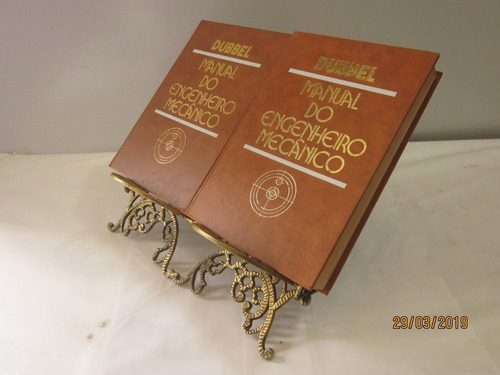 DUBBEL
MANUAL
DO
ENGENHEIRO
MECÂNICO
DUBBEL
MANUAL
DO
ENGENHEIRO
MECÂNICO
29/03/2019